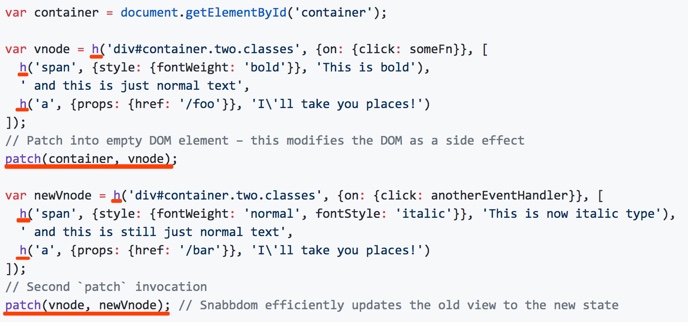 var container = document.getElementById('container');
var vnode = h('div#container.two.classes', {on: {click: someFn}}, [
h('span', {style: {fontWeight: 'bold'}}, 'This is bold'),
' and this is just normal text',
h('a', {props: {href: '/foo'}}, 'I\'ll take you places!')
]);
// Patch into empty DOM element – this modifies the DOM as a side effect
patch(container, vnode);
var newVnode = h('div#container.two.classes', {on: {click: anotherEventHandler}}, [
h('span', {style: {fontWeight: 'normal', fontStyle: 'italic'}}, 'This is now italic type'),
' and this is still just normal text',
h('a', {props: {href: '/bar'}}, 'I\'ll take you places!')
]);
// Second `patch` invocation
patch(vnode, newVnode); // Snabbdom efficiently updates the old view to the new state